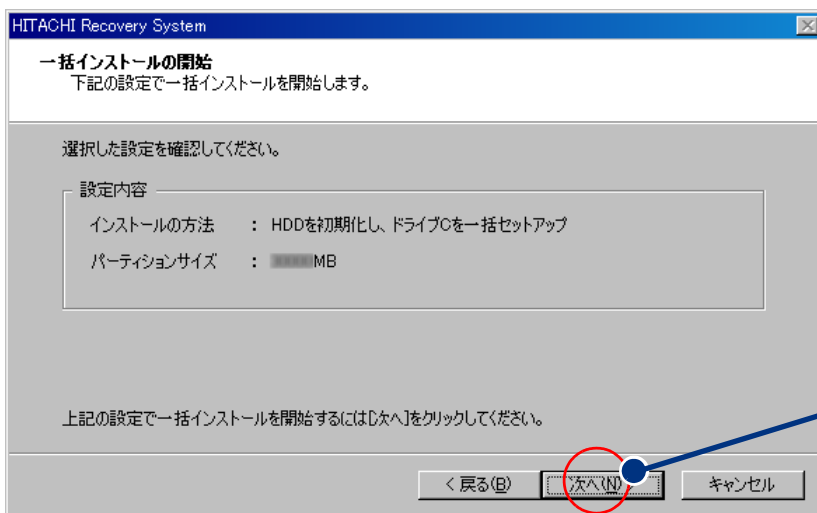 HITACHI Recovery System
一括インストールの開始
下記の設定で一括インストールを開始します。
選択した設定を確認してください。
設定内容
インストールの方法 : HDDを初期化し、ドライブCを一括セットアップ
パーティションサイズ : MB
上記の設定で一括インストールを開始するには[次へ]をクリックしてください。
< 戻る(B) 次へ(N) キャンセル